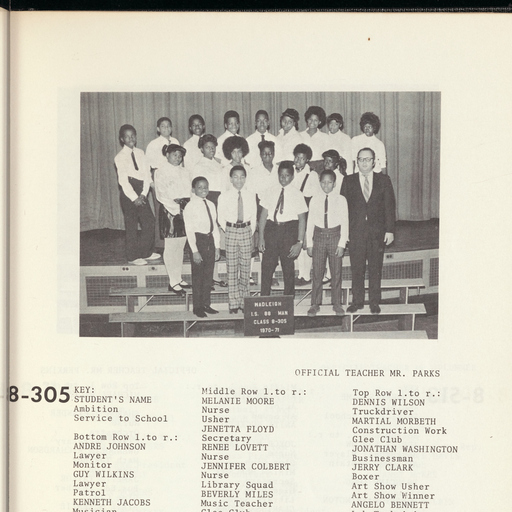 MADLEIGH
I.S. 88 MAN
CLASS 8-305
1970-71
OFFICIAL TEACHER MR. PARKS
8-305
KEY:
STUDENT'S NAME
Ambition
Service to School
Bottom Row l.to r.:
ANDRE JOHNSON
Lawyer
Monitor
GUY WILKINS
Lawyer
Patrol
KENNETH JACOBS
Musician
Middle Row l.to r.:
MELANIE MOORE
Nurse
Usher
JENETTA FLOYD
Secretary
RENEE LOVETT
Nurse
JENNIFER COLBERT
Nurse
Library Squad
BEVERLY MILES
Music Teacher
Glee Club
Top Row l.to r.:
DENNIS WILSON
Truckdriver
MARTIAL MORBETH
Construction Work
Glee Club
JONATHAN WASHINGTON
Businessman
JERRY CLARK
Boxer
Art Show Usher
Art Show Winner
ANGELO BENNETT